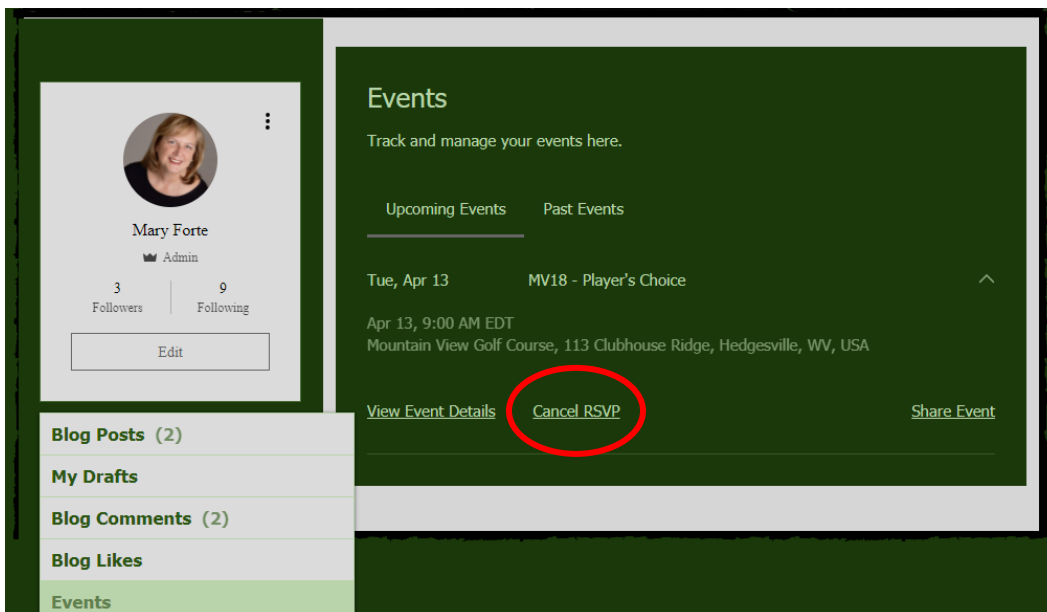 Mary Forte
Admin
3 9
Followers Following
Edit
Blog Posts (2)
My Drafts
Blog Comments (2)
Blog Likes
Events
Events
Track and manage your events here.
Upcoming Events Past Events
Tue, Apr 13 MV18 - Player's Choice
Apr 13, 9:00 AM EDT
Mountain View Golf Course, 113 Clubhouse Ridge, Hedgesville, WV, USA
View Event Details Cancel RSVP Share Event